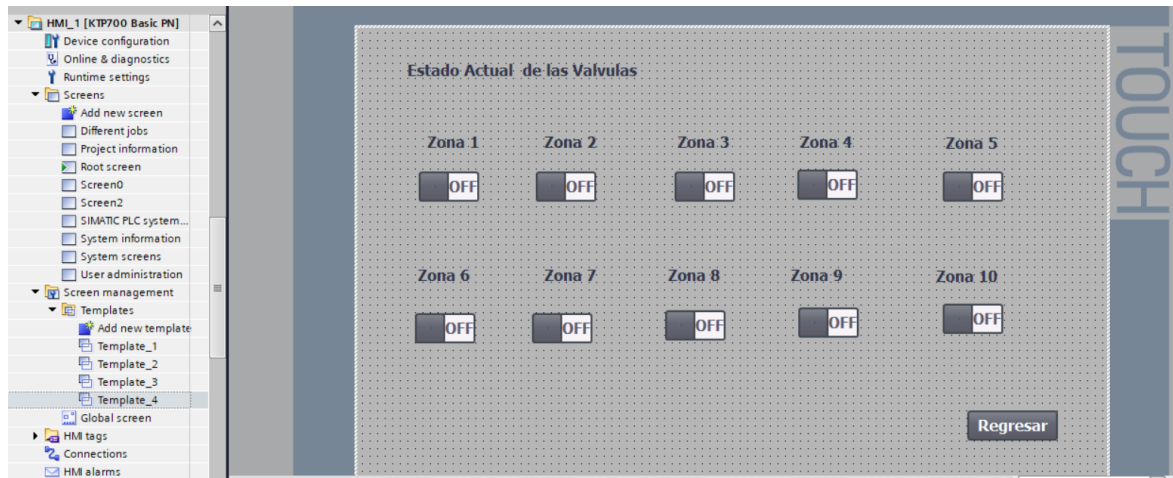 HMI_1 [KTP700 Basic PN]
Device configuration
Online & diagnostics
Runtime settings
Screens
Add new screen
Different jobs
Project information
Root screen
Screen0
Screen2
SIMATIC PLC system...
System information
System screens
User administration
Screen management
Templates
Add new template
Template_1
Template_2
Template_3
Template_4
Global screen
HMI tags
Connections
HMI alarms
Estado Actual de las Valvulas
Zona 1 Zona 2 Zona 3 Zona 4 Zona 5
OFF OFF OFF OFF OFF
Zona 6 Zona 7 Zona 8 Zona 9 Zona 10
OFF OFF OFF OFF OFF
Regresar
TOUCH